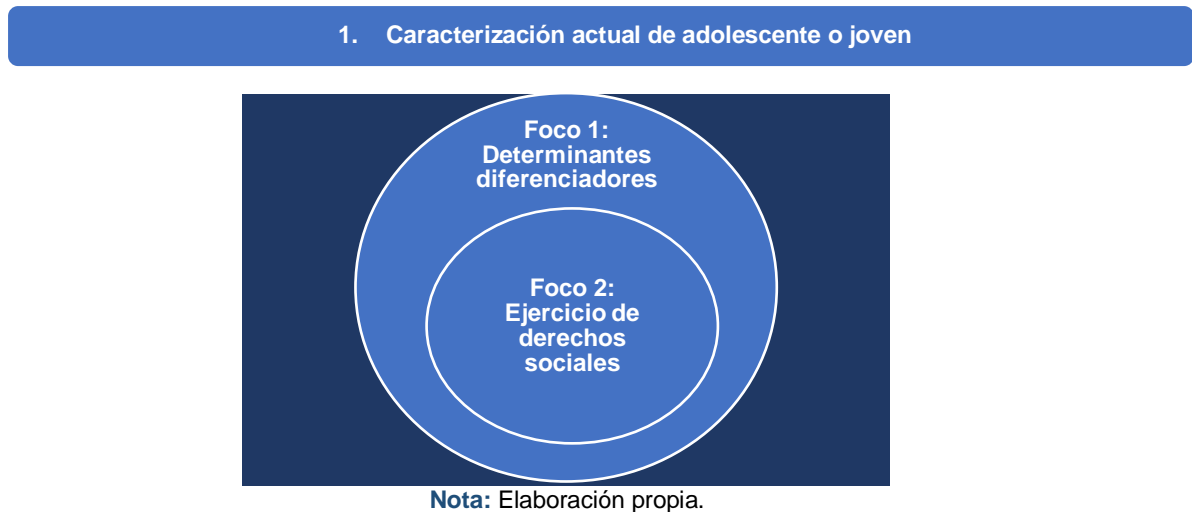 1. Caracterización actual de adolescente o joven
Foco 1:
Determinantes
diferenciadores
Foco 2:
Ejercicio de
derechos
sociales
Nota: Elaboración propia.